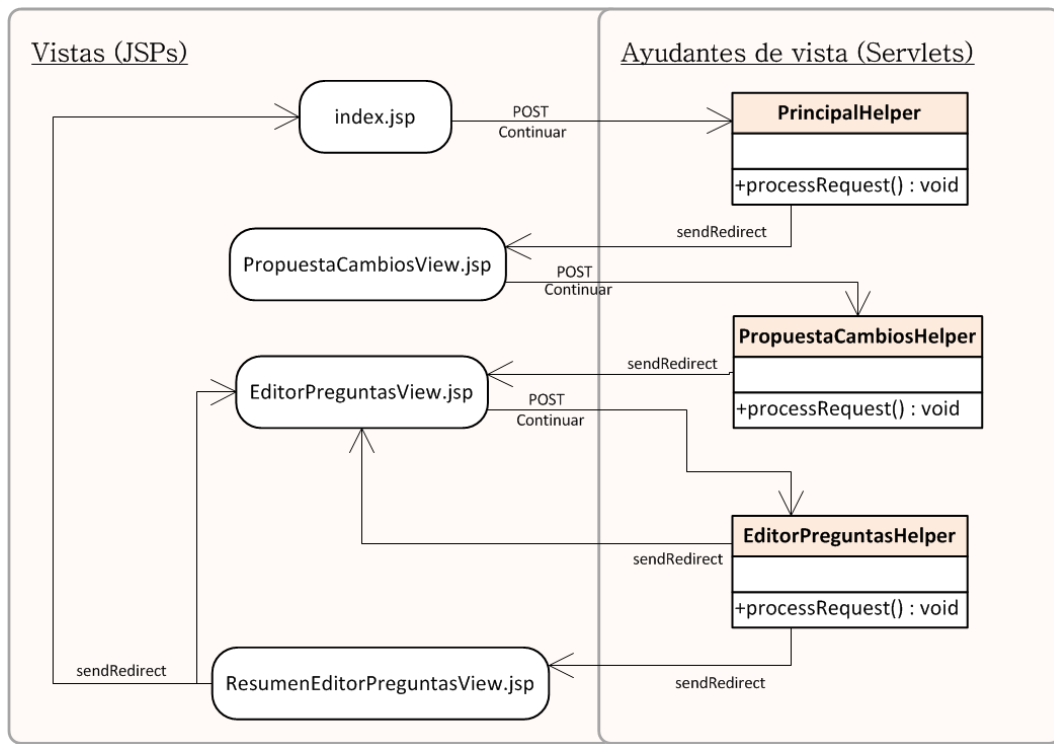 Vistas (JSPs)
Ayudantes de vista (Servlets)
index.jsp
POST
Continuar
PrincipalHelper
+processRequest() : void
sendRedirect
PropuestaCambiosView.jsp
POST
Continuar
PropuestaCambiosHelper
+processRequest() : void
sendRedirect
EditorPreguntasView.jsp
POST
Continuar
EditorPreguntasHelper
+processRequest() : void
sendRedirect
sendRedirect
ResumenEditorPreguntasView.jsp
sendRedirect